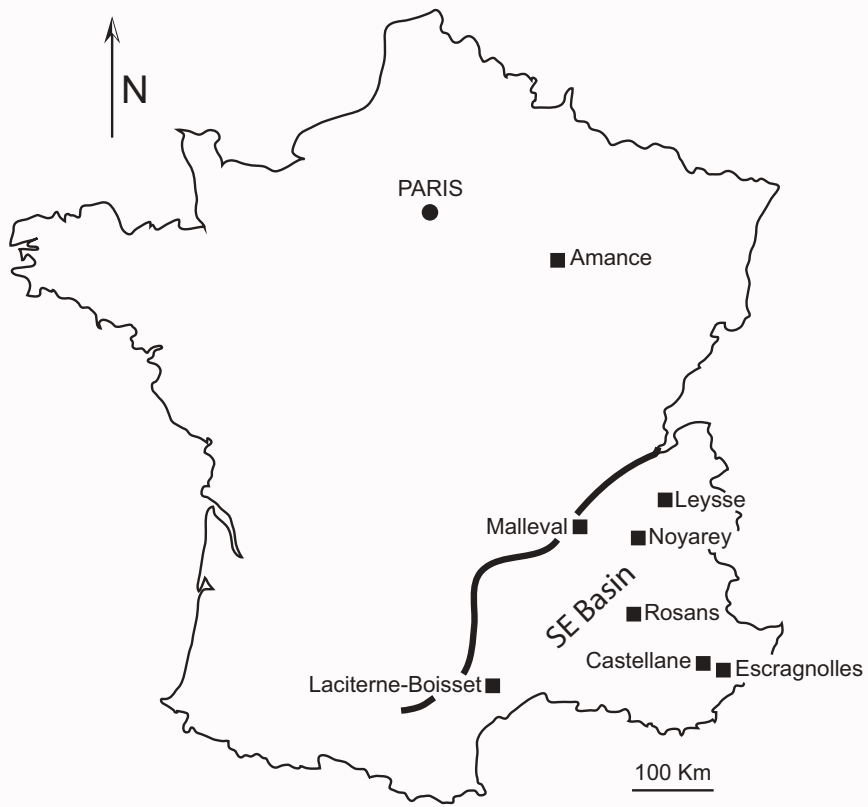 N
PARIS
Amance
Leysse
Malleval
Noyarey
SE Basin
Rosans
Castellane
Escragnolles
Laciterne-Boisset
100 Km